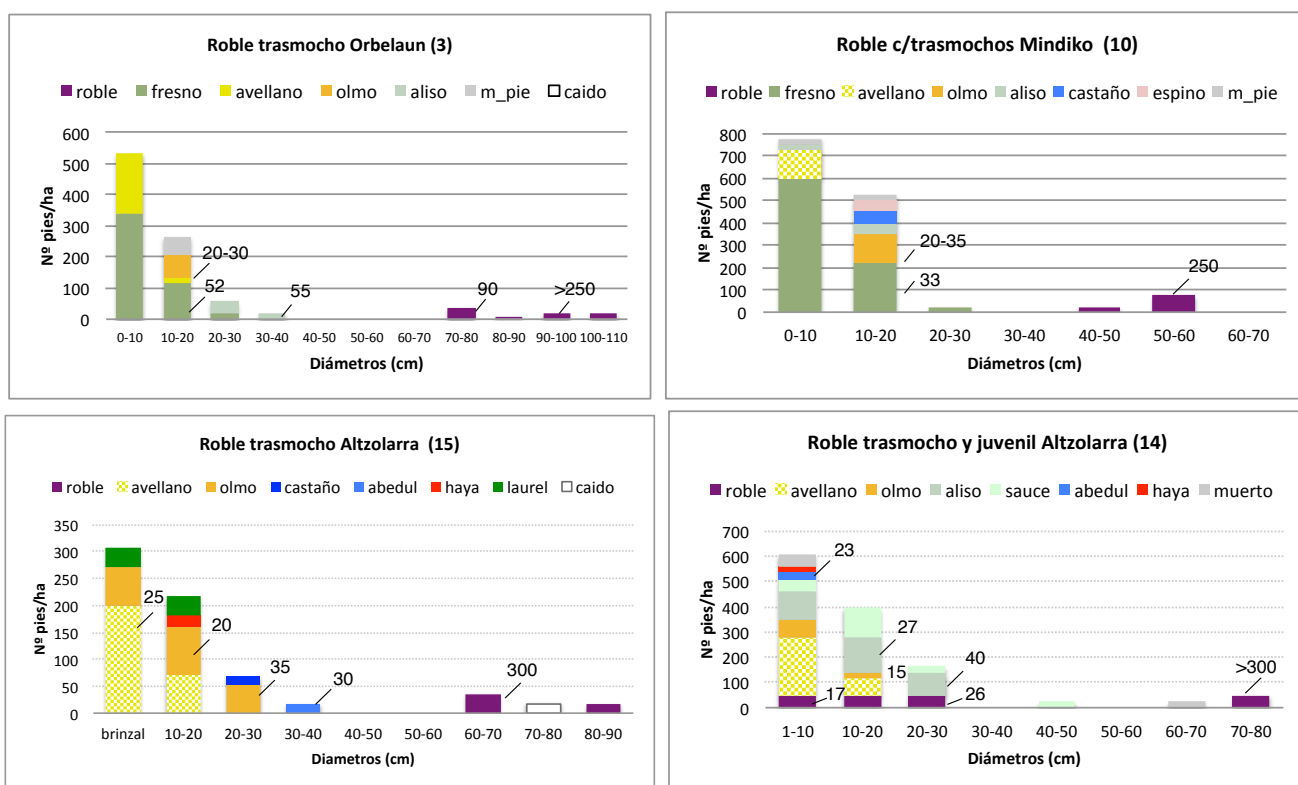 Roble trasmocho Orbelaun (3)
roble fresno avellano olmo aliso m_pie caido
Nº pies/ha
600
500
400
300
200
100
0
20-30
52
55
90
>250
0-10 10-20 20-30 30-40 40-50 50-60 60-70 70-80 80-90 90-100 100-110
Diámetros (cm)
Roble c/trasmochos Mindiko (10)
roble fresno avellano olmo aliso castaño espino m_pie
Nº pies/ha
800
700
600
500
400
300
200
100
0
20-35
33
250
0-10 10-20 20-30 30-40 40-50 50-60 60-70
Diámetros (cm)
Roble trasmocho Altzolarra (15)
roble avellano olmo castaño abedul haya laurel caido
Nº pies/ha
350
300
250
200
150
100
50
0
25
20
35
30
300
brinzal 10-20 20-30 30-40 40-50 50-60 60-70 70-80 80-90
Diametros (cm)
Roble trasmocho y juvenil Altzolarra (14)
roble avellano olmo aliso sauce abedul haya muerto
Nº pies/ha
700
600
500
400
300
200
100
0
23
17
27
15
40
26
>300
1-10 10-20 20-30 30-40 40-50 50-60 60-70 70-80
Diámetros (cm)